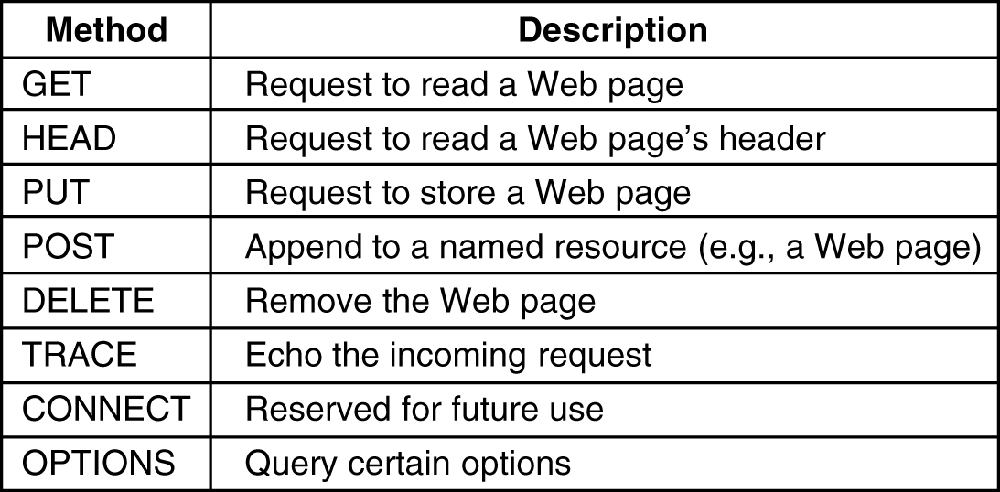 Method Description
GET Request to read a Web page
HEAD Request to read a Web page's header
PUT Request to store a Web page
POST Append to a named resource (e.g., a Web page)
DELETE Remove the Web page
TRACE Echo the incoming request
CONNECT Reserved for future use
OPTIONS Query certain options